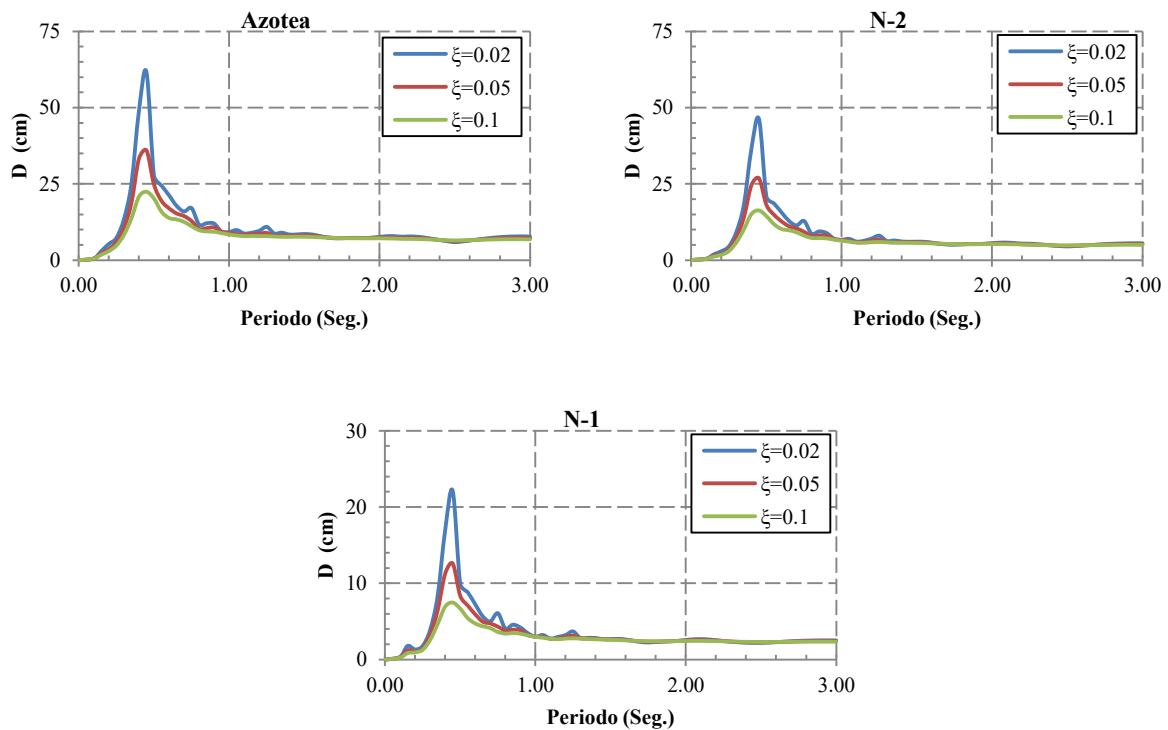 Azotea
75
50
25
0
D (cm)
0.00 1.00 2.00 3.00
Periodo (Seg.)
ξ=0.02
ξ=0.05
ξ=0.1
N-2
75
50
25
0
D (cm)
0.00 1.00 2.00 3.00
Periodo (Seg.)
ξ=0.02
ξ=0.05
ξ=0.1
N-1
30
20
10
0
D (cm)
0.00 1.00 2.00 3.00
Periodo (Seg.)
ξ=0.02
ξ=0.05
ξ=0.1